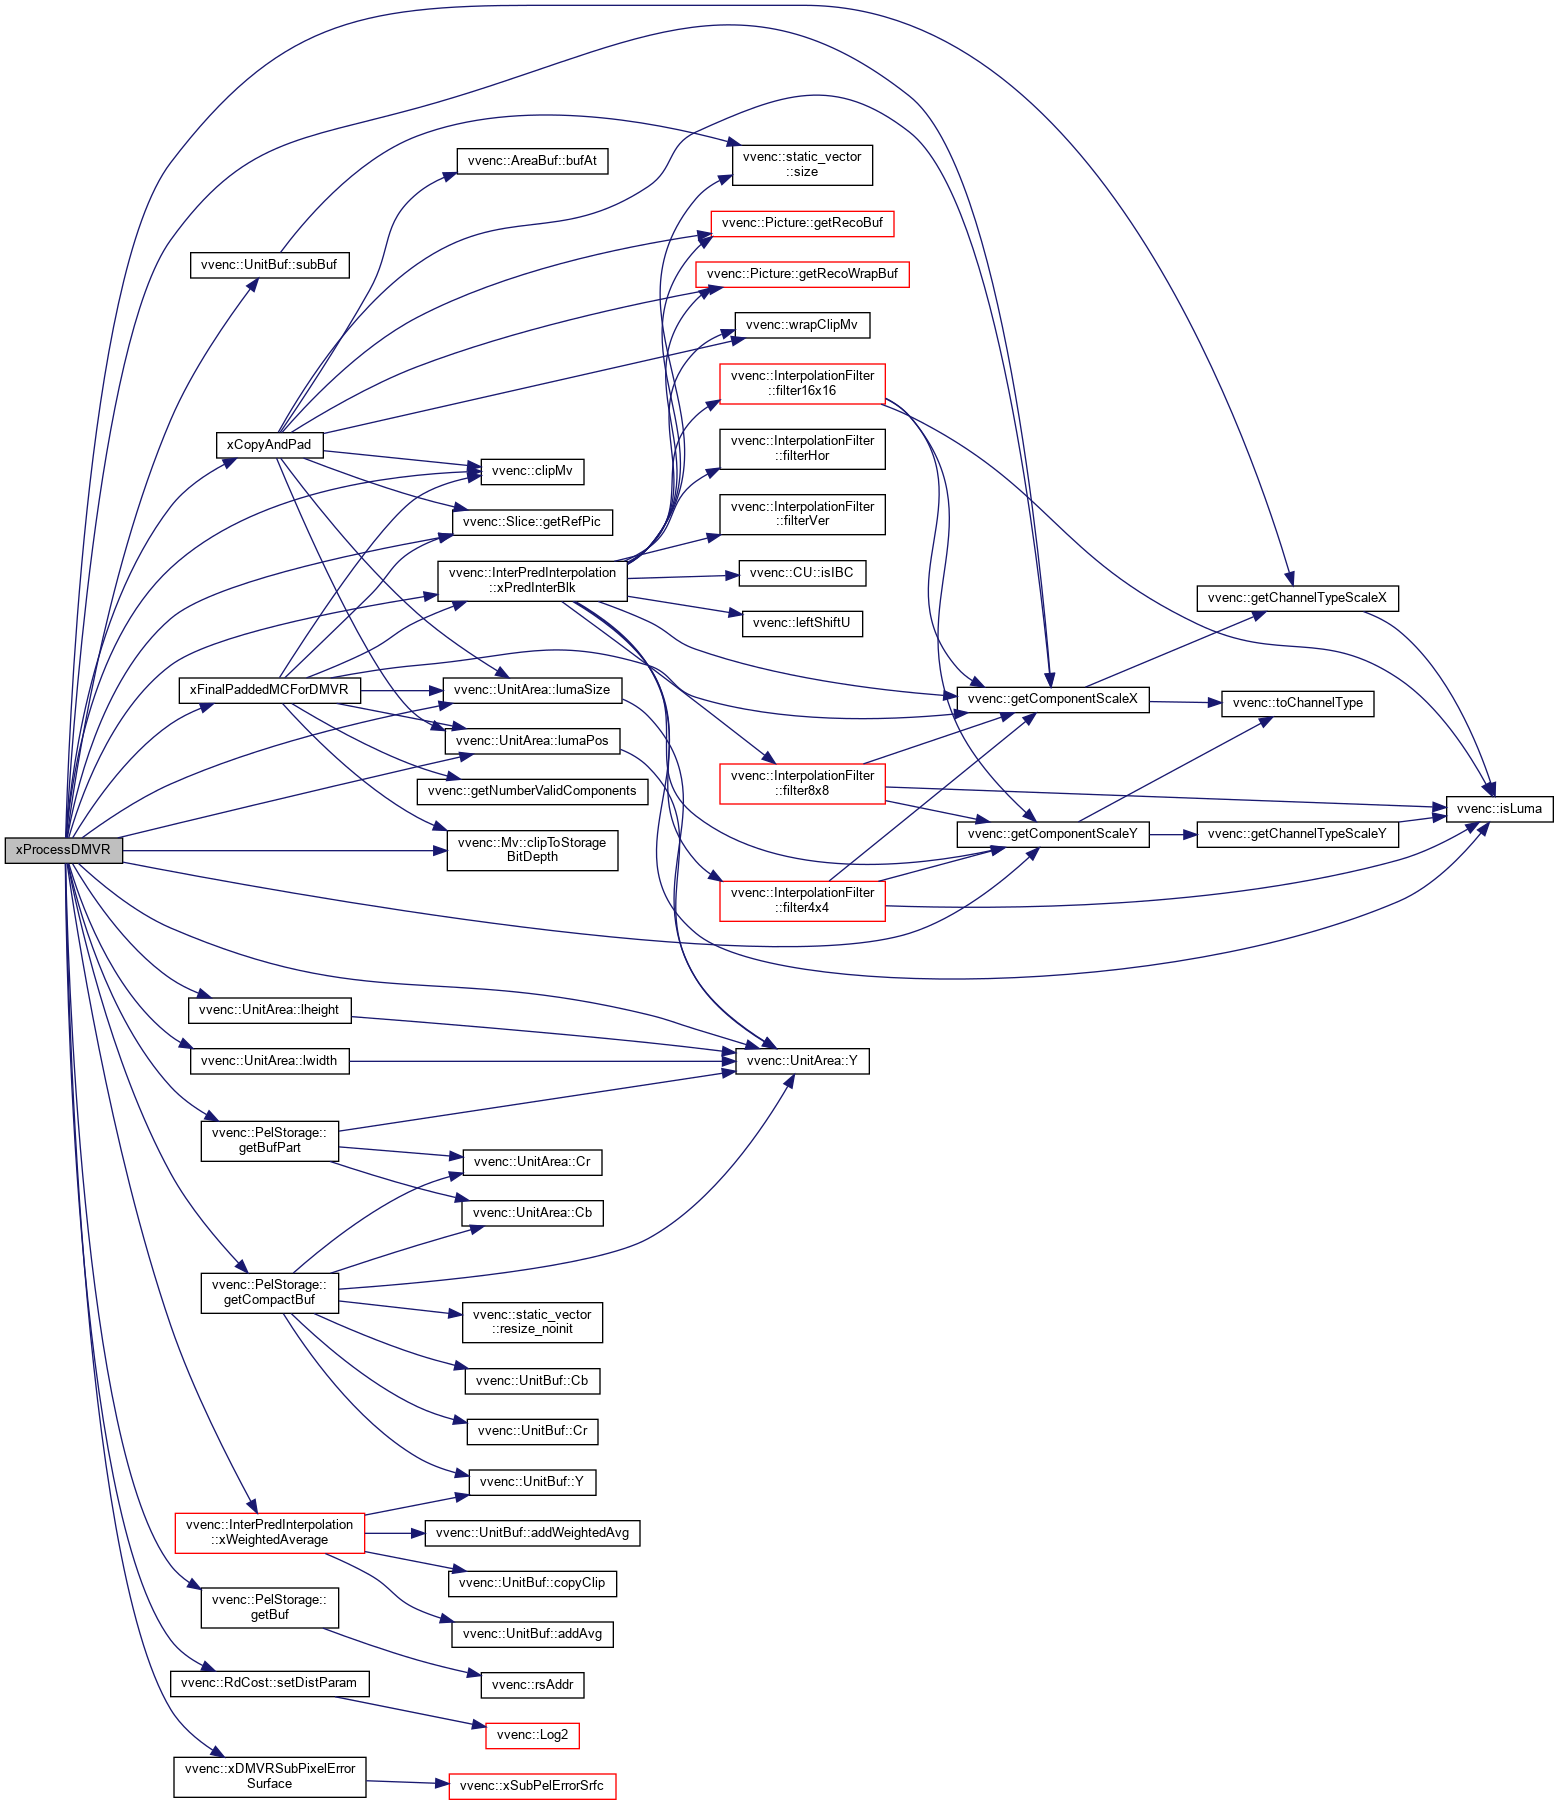 vvenc::AreaBuf::bufAt
vvenc::static_vector
::size
vvenc::Picture::getRecoBuf
vvenc::UnitBuf::subBuf
vvenc::Picture::getRecoWrapBuf
vvenc::wrapClipMv
vvenc::InterpolationFilter
::filter16x16
xCopyAndPad
vvenc::InterpolationFilter
::filterHor
vvenc::clipMv
vvenc::Slice::getRefPic
vvenc::InterpolationFilter
::filterVer
vvenc::InterPredInterpolation
::xPredInterBlk
vvenc::CU::isIBC
vvenc::getChannelTypeScaleX
vvenc::leftShiftU
xFinalPaddedMCForDMVR
vvenc::UnitArea::lumaSize
vvenc::getComponentScaleX
vvenc::toChannelType
vvenc::UnitArea::lumaPos
vvenc::InterpolationFilter
::filter8x8
vvenc::getNumberValidComponents
vvenc::isLuma
vvenc::getComponentScaleY
vvenc::getChannelTypeScaleY
xProcessDMVR
vvenc::Mv::clipToStorage
BitDepth
vvenc::InterpolationFilter
::filter4x4
vvenc::UnitArea::lheight
vvenc::UnitArea::lwidth
vvenc::UnitArea::Y
vvenc::PelStorage::
getBufPart
vvenc::UnitArea::Cr
vvenc::UnitArea::Cb
vvenc::PelStorage::
getCompactBuf
vvenc::static_vector
::resize_noinit
vvenc::UnitBuf::Cb
vvenc::UnitBuf::Cr
vvenc::UnitBuf::Y
vvenc::InterPredInterpolation
::xWeightedAverage
vvenc::UnitBuf::addWeightedAvg
vvenc::UnitBuf::copyClip
vvenc::PelStorage::
getBuf
vvenc::UnitBuf::addAvg
vvenc::RdCost::setDistParam
vvenc::rsAddr
vvenc::Log2
vvenc::xDMVRSubPixelError
Surface
vvenc::xSubPelErrorSrfc